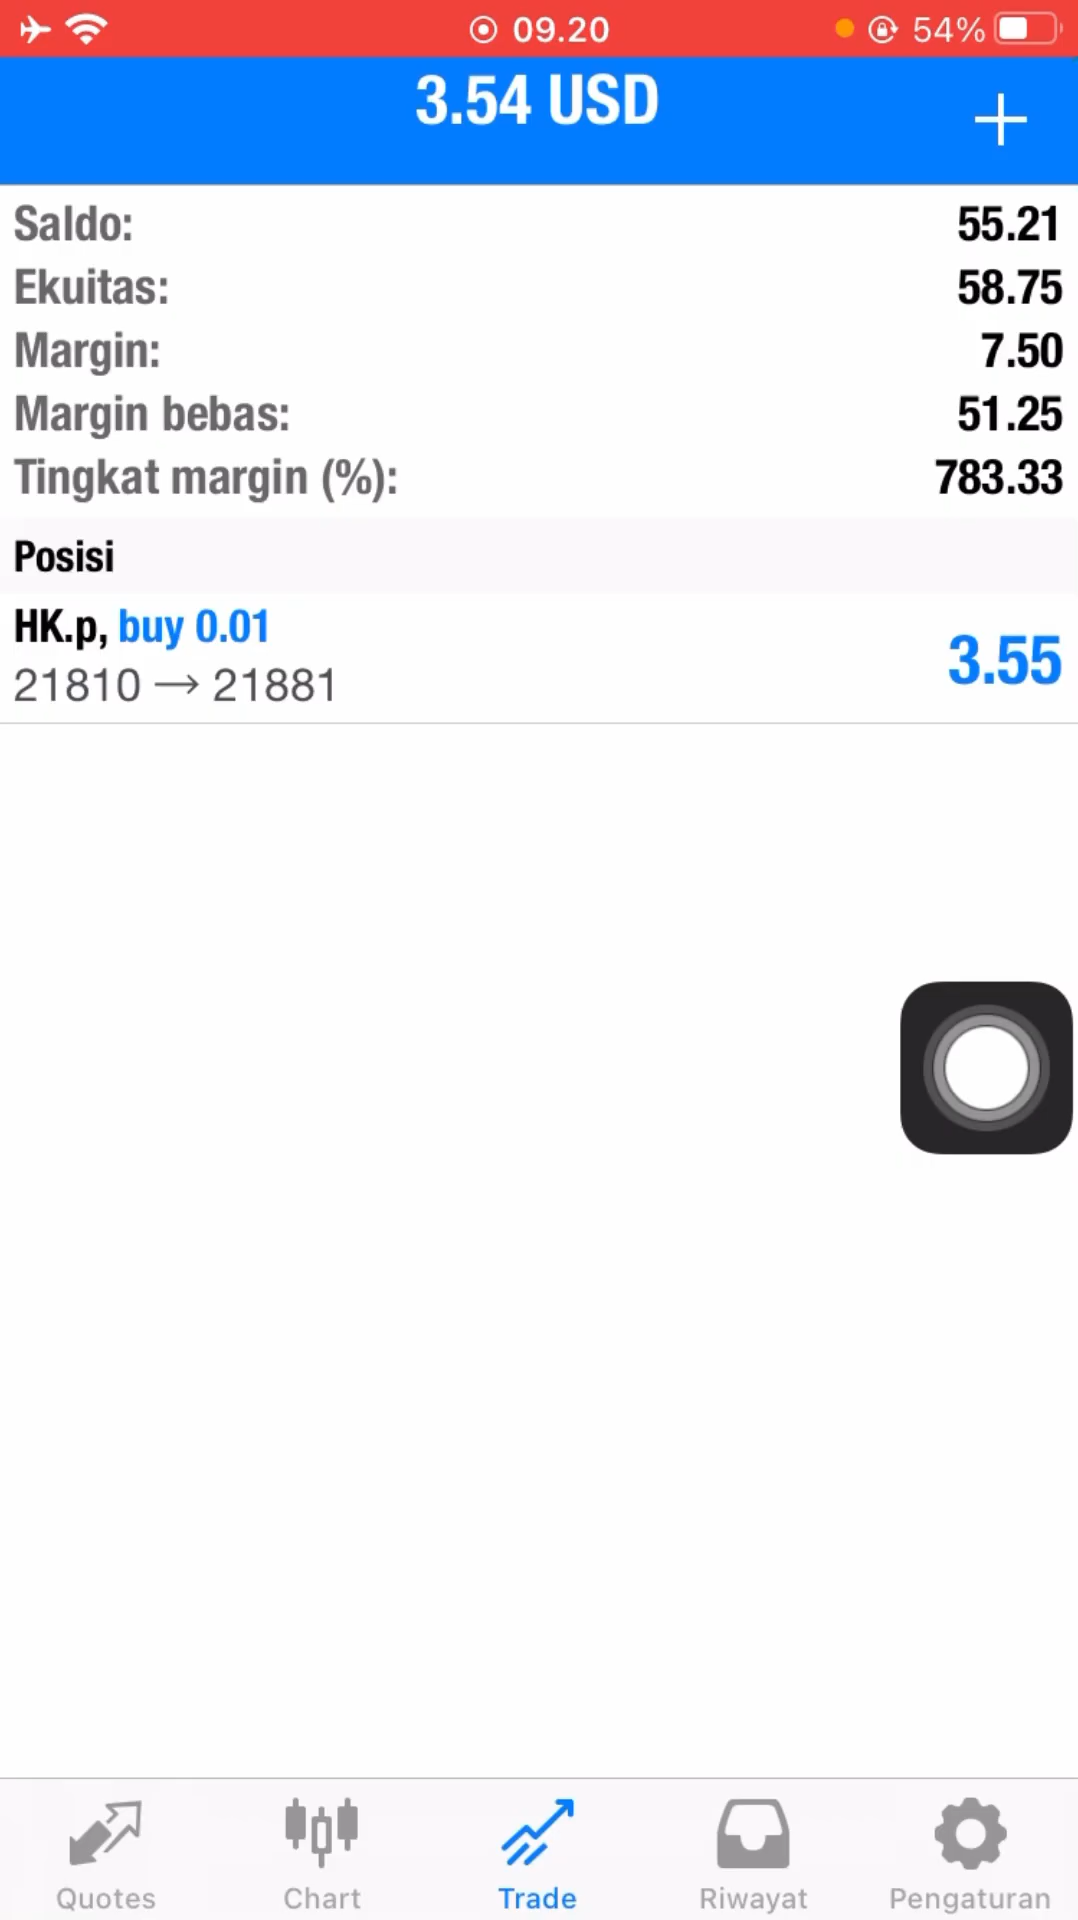 09.20 54%
3.54 USD
Saldo: 55.21
Ekuitas: 58.75
Margin: 7.50
Margin bebas: 51.25
Tingkat margin (%): 783.33
Posisi
HK.p, buy 0.01
21810 → 21881
3.55
Quotes Chart Trade Riwayat Pengaturan